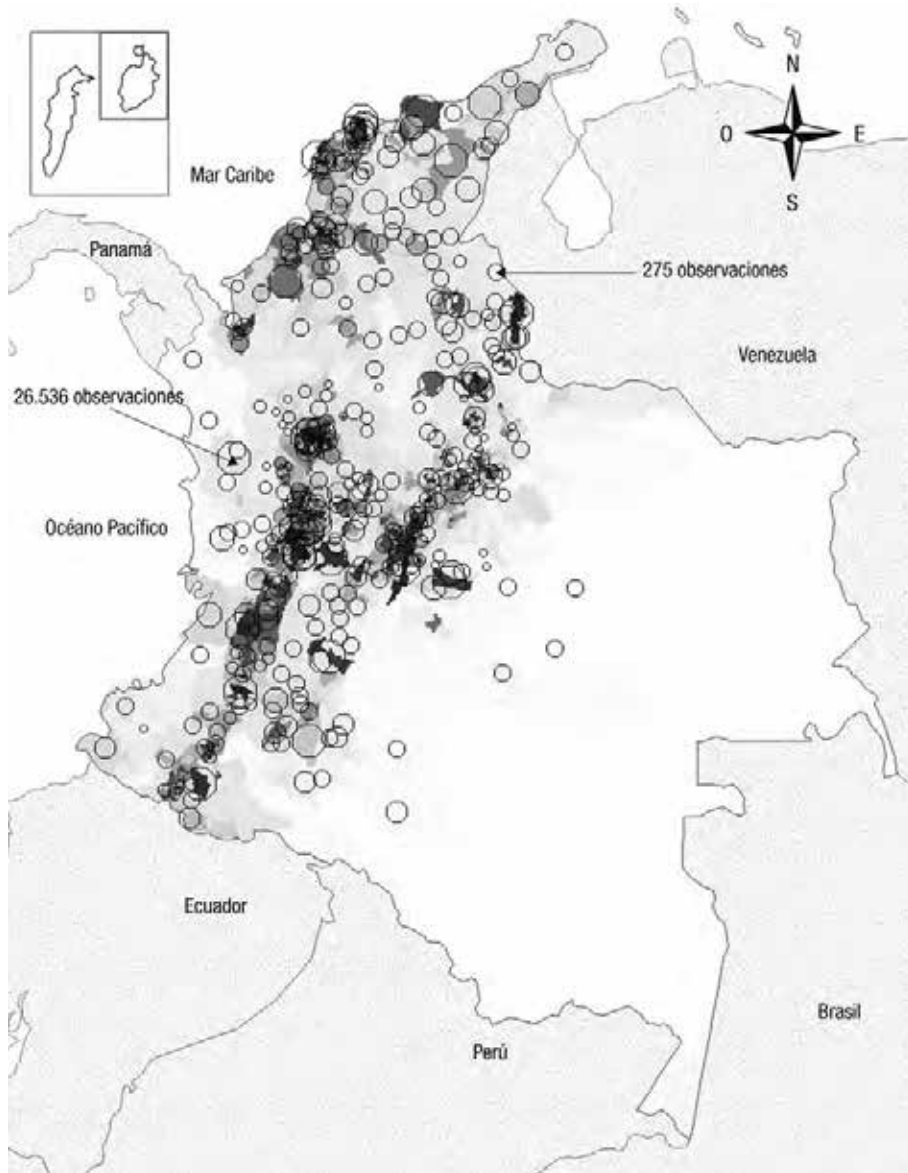 N
O
E
S
Mar Caribe
Panamá
275 observaciones
Venezuela
26.536 observaciones
Océano Pacífico
Ecuador
Perú
Brasil